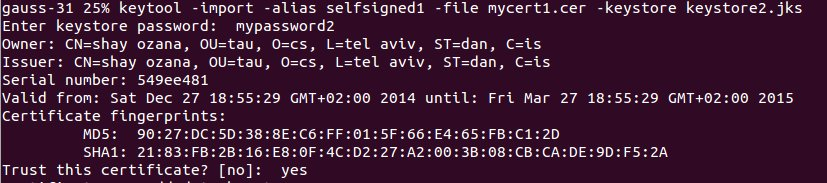 gauss-31 25% keytool -import -alias selfsigned1 -file mycert1.cer -keystore keystore2.jks
Enter keystore password:  mypassword2
Owner: CN=shay ozana, OU=tau, O=cs, L=tel aviv, ST=dan, C=is
Issuer: CN=shay ozana, OU=tau, O=cs, L=tel aviv, ST=dan, C=is
Serial number: 549ee481
Valid from: Sat Dec 27 18:55:29 GMT+02:00 2014 until: Fri Mar 27 18:55:29 GMT+02:00 2015
Certificate fingerprints:
         MD5:  90:27:DC:5D:38:8E:C6:FF:01:5F:66:E4:65:FB:C1:2D
         SHA1: 21:83:FB:2B:16:E8:0F:4C:D2:27:A2:00:3B:08:CB:CA:DE:9D:F5:2A
Trust this certificate? [no]:  yes